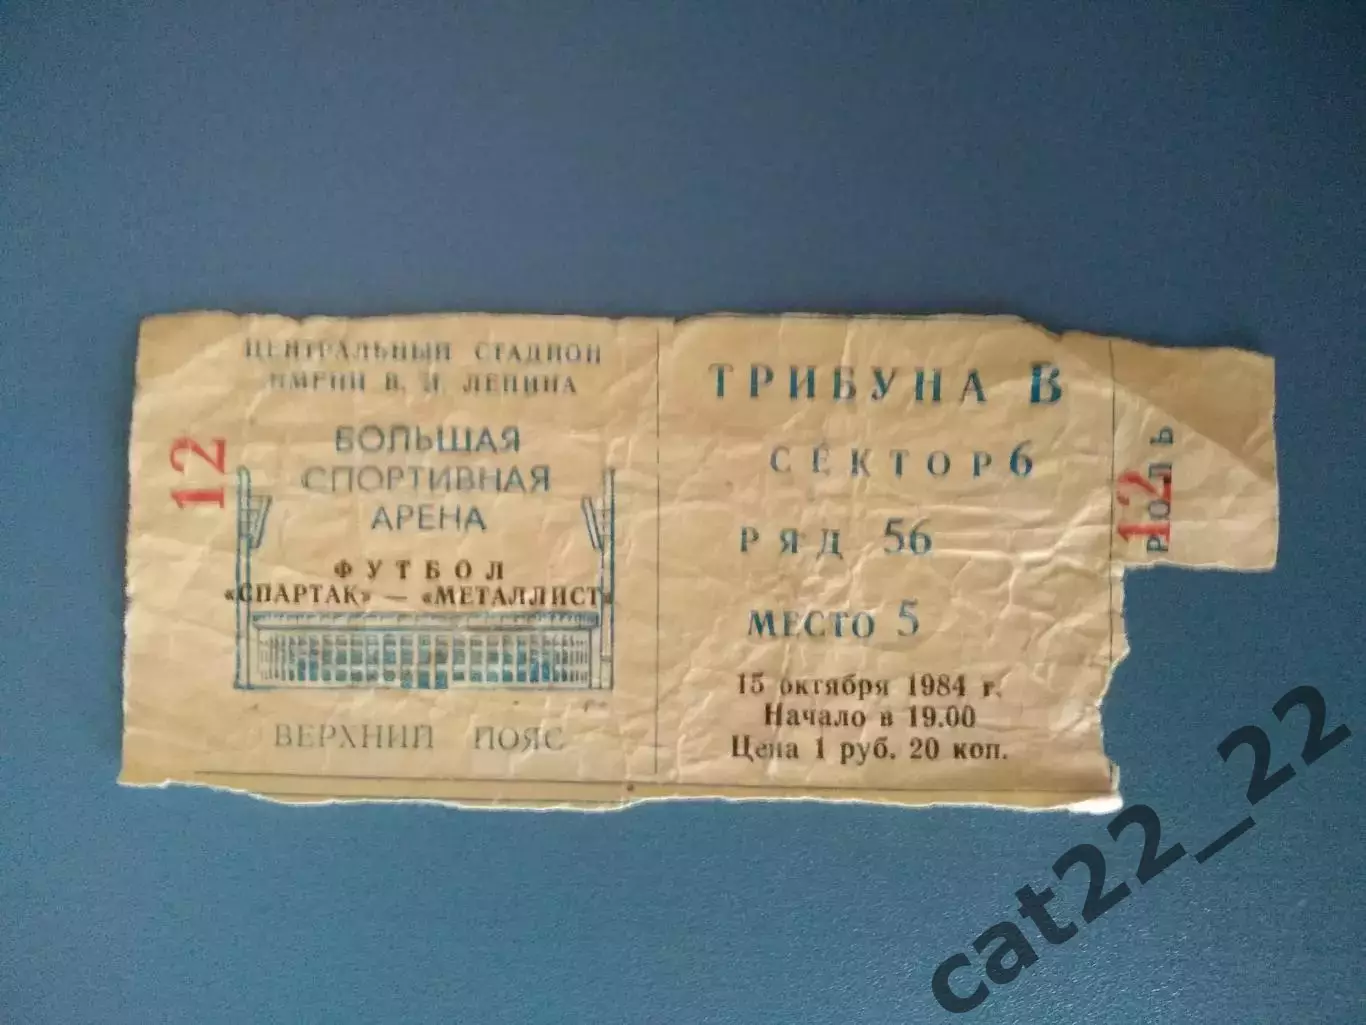 ЦЕНТРАЛЬНЫЙ СТАДИОН
ИМЕНИ В. И. ЛЕНИНА
БОЛЬШАЯ
СПОРТИВНАЯ
АРЕНА
ФУТБОЛ
«СПАРТАК» — «МЕТАЛЛИСТ»
ВЕРХНИЙ ПОЯС
12
ТРИБУНА В
СЕКТОР 6
РЯД 56
МЕСТО 5
15 октября 1984 г.
Начало в 19.00
Цена 1 руб. 20 коп.
12
РОЛЬ
cat22_22